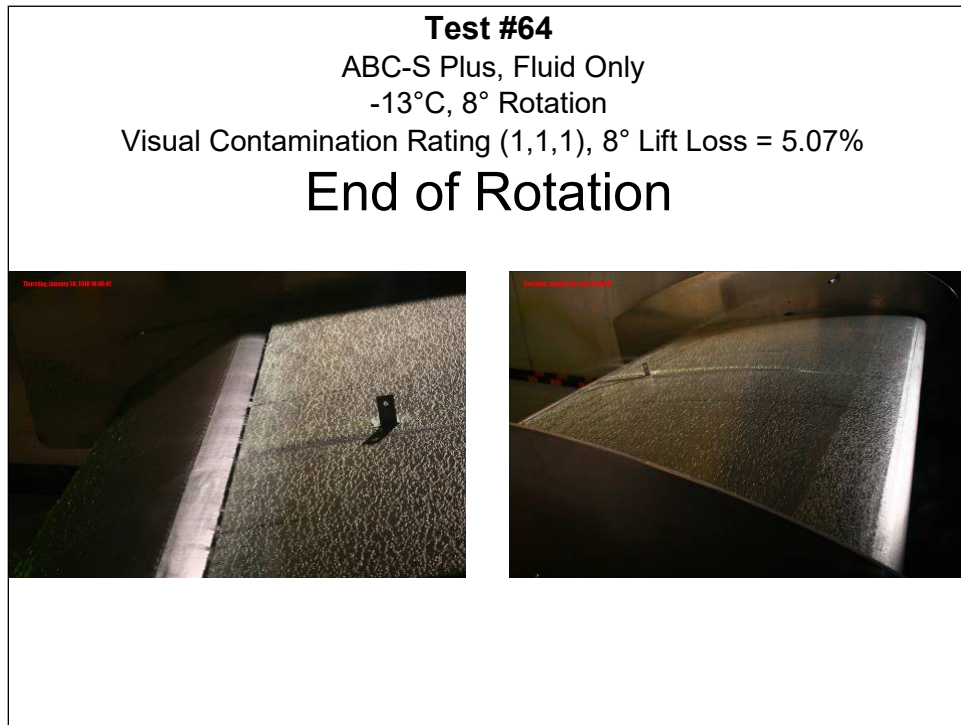 Test #64
ABC-S Plus, Fluid Only
-13°C, 8° Rotation
Visual Contamination Rating (1,1,1), 8° Lift Loss = 5.07%
End of Rotation